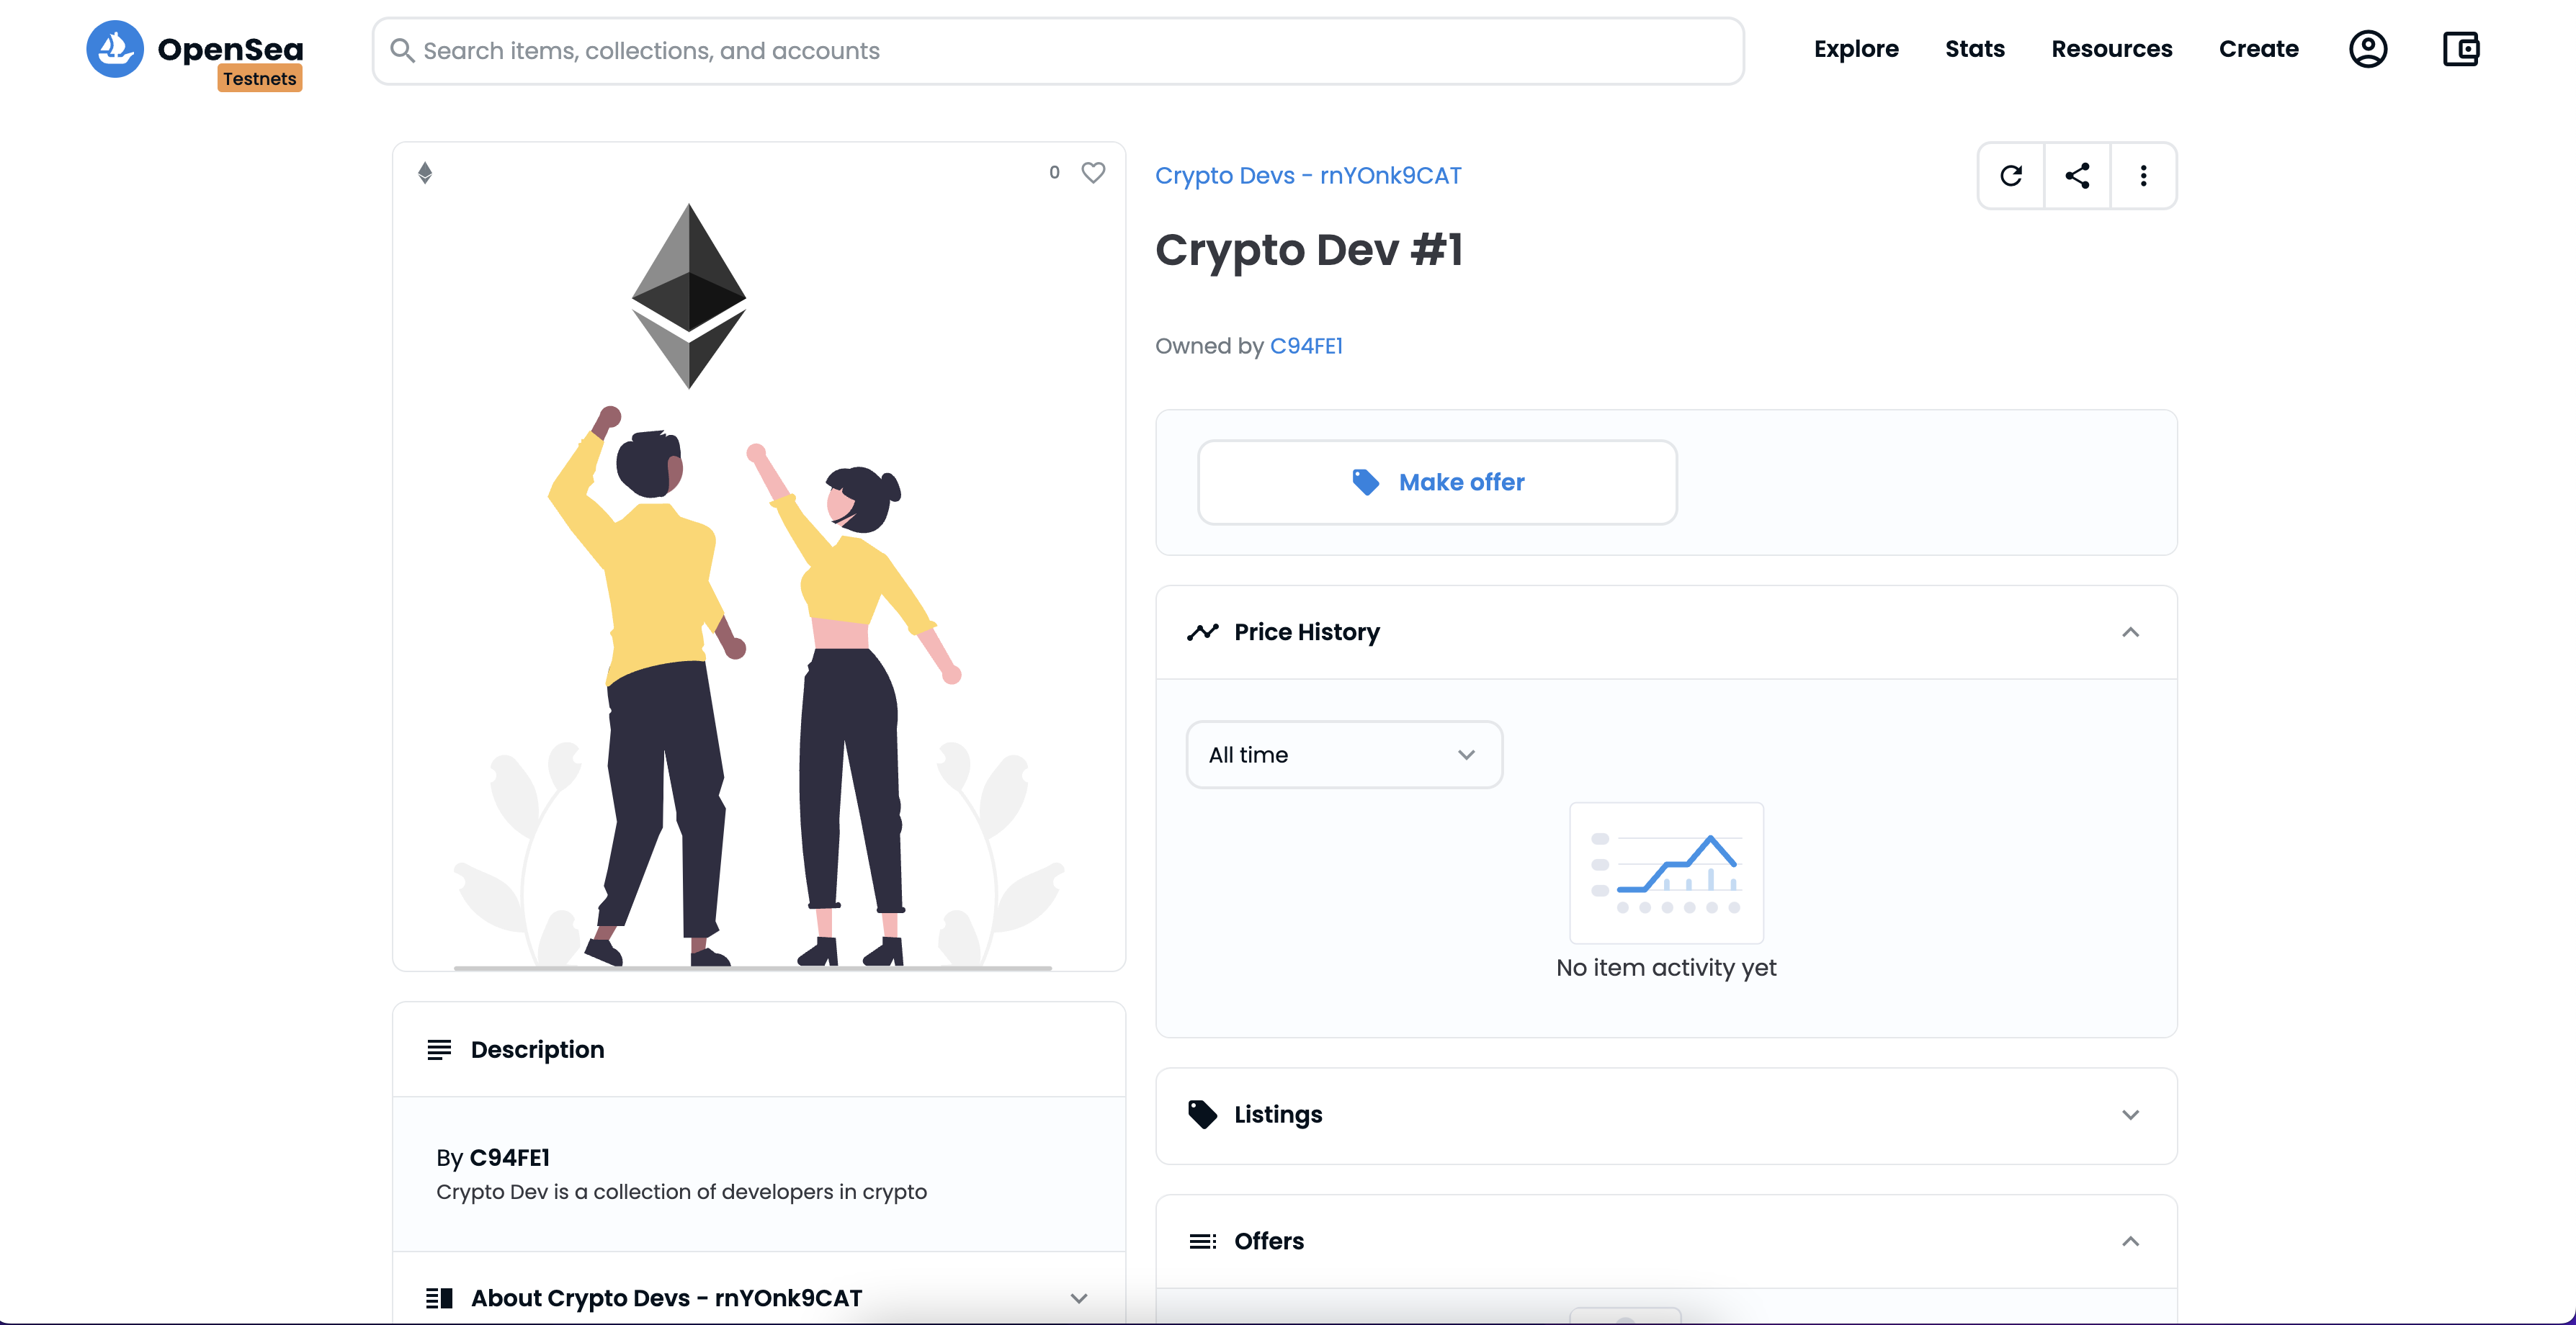 OpenSea
Testnets
Search items, collections, and accounts
Explore
Stats
Resources
Create
0
Crypto Devs - rnYOnk9CAT
Crypto Dev #1
Owned by C94FE1
Make offer
Price History
All time
No item activity yet
Description
By C94FE1
Crypto Dev is a collection of developers in crypto
About Crypto Devs - rnYOnk9CAT
Listings
Offers